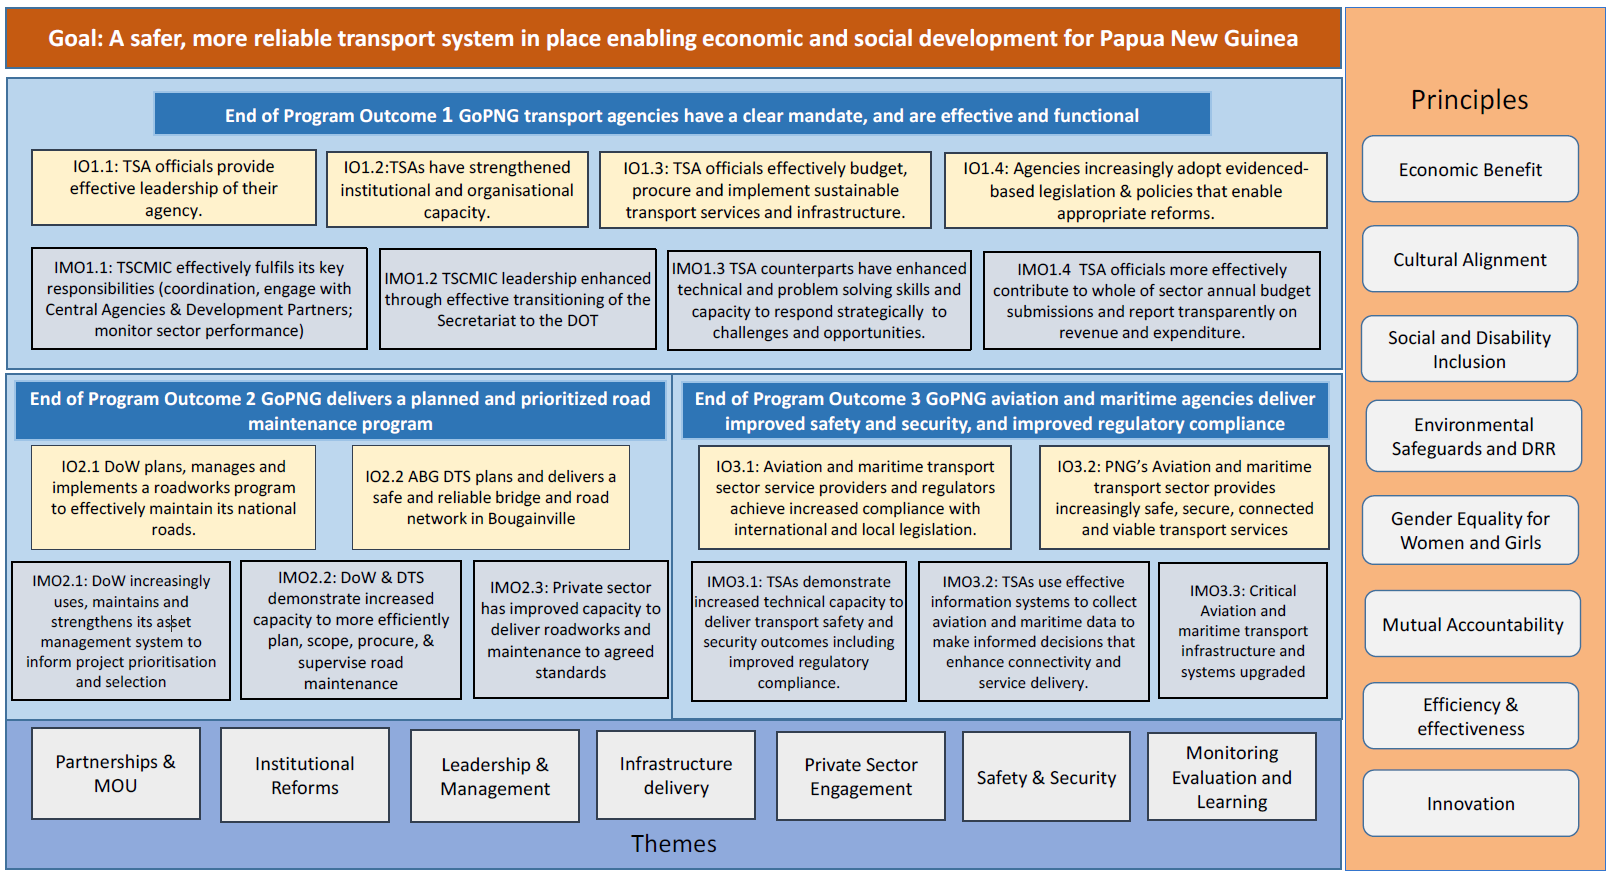 Goal: A safer, more reliable transport system in place enabling economic and social development for Papua New Guinea
End of Program Outcome 1 GoPNG transport agencies have a clear mandate, and are effective and functional
IO1.1: TSA officials provide
effective leadership of their
agency.
IO1.2:TSAs have strengthened
institutional and organisational
capacity.
IO1.3: TSA officials effectively budget,
procure and implement sustainable
transport services and infrastructure.
IO1.4: Agencies increasingly adopt evidenced-
based legislation & policies that enable
appropriate reforms.
IMO1.1: TSCMIC effectively fulfils its key
responsibilities (coordination, engage with
Central Agencies & Development Partners;
monitor sector performance)
IMO1.2 TSCMIC leadership enhanced
through effective transitioning of the
Secretariat to the DOT
IMO1.3 TSA counterparts have enhanced
technical and problem solving skills and
capacity to respond strategically to
challenges and opportunities.
IMO1.4 TSA officials more effectively
contribute to whole of sector annual budget
submissions and report transparently on
revenue and expenditure.
End of Program Outcome 2 GoPNG delivers a planned and prioritized road
maintenance program
IO2.1 DoW plans, manages and
implements a roadworks program
to effectively maintain its national
roads.
IO2.2 ABG DTS plans and delivers a
safe and reliable bridge and road
network in Bougainville
IMO2.1: DoW increasingly
uses, maintains and
strengthens its asset
management system to
inform project prioritisation
and selection
IMO2.2: DoW & DTS
demonstrate increased
capacity to more efficiently
plan, scope, procure, &
supervise road
maintenance
IMO2.3: Private sector
has improved capacity to
deliver roadworks and
maintenance to agreed
standards
End of Program Outcome 3 GoPNG aviation and maritime agencies deliver
improved safety and security, and improved regulatory compliance
IO3.1: Aviation and maritime transport
sector service providers and regulators
achieve increased compliance with
international and local legislation.
IO3.2: PNG’s Aviation and maritime
transport sector provides
increasingly safe, secure, connected
and viable transport services
IMO3.1: TSAs demonstrate
increased technical capacity to
deliver transport safety and
security outcomes including
improved regulatory
compliance.
IMO3.2: TSAs use effective
information systems to collect
aviation and maritime data to
make informed decisions that
enhance connectivity and
service delivery.
IMO3.3: Critical
Aviation and
maritime transport
infrastructure and
systems upgraded
Partnerships &
MOU
Institutional
Reforms
Leadership &
Management
Infrastructure
delivery
Private Sector
Engagement
Safety & Security
Monitoring
Evaluation and
Learning
Themes
Principles
Economic Benefit
Cultural Alignment
Social and Disability
Inclusion
Environmental
Safeguards and DRR
Gender Equality for
Women and Girls
Mutual Accountability
Efficiency &
effectiveness
Innovation